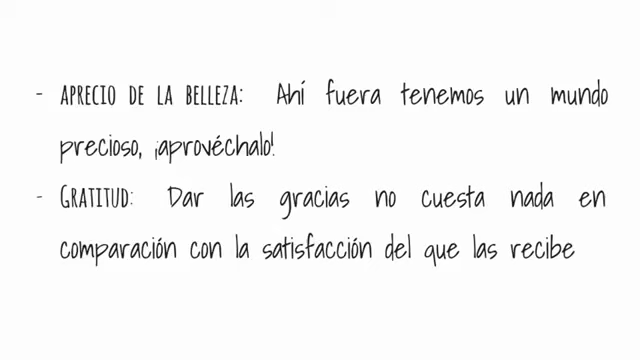 - APRECIO DE LA BELLEZA: Ahí fuera tenemos un mundo
precioso, ¡aprovéchalo!
- GRATITUD: Dar las gracias no cuesta nada en
comparación con la satisfacción del que las recibe